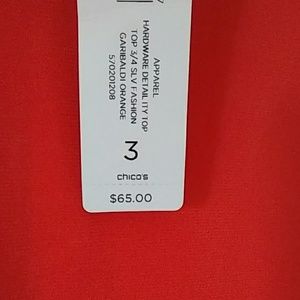 APPAREL
HARDWARE DETAIL ITY TOP
TOP 3/4 SLV FASHION
GARIBALDI ORANGE
570201208
3
chico's
$65.00